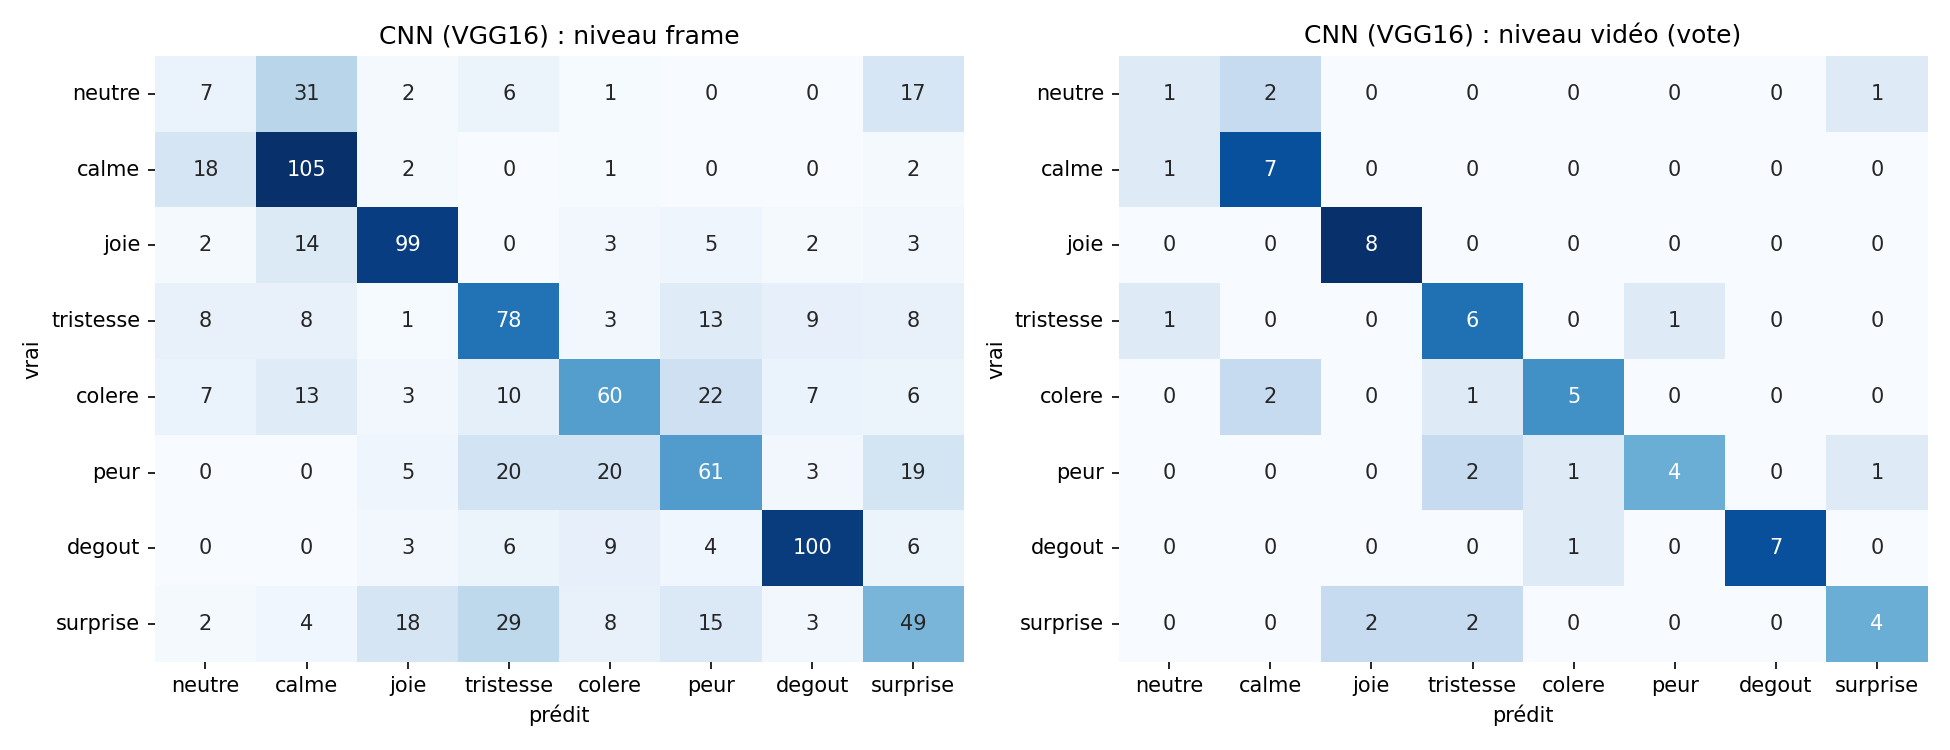 CNN (VGG16) : niveau frame
neutre 7 31 2 6 1 0 0 17
calme 18 105 2 0 1 0 0 2
joie 2 14 99 0 3 5 2 3
tristesse 8 8 1 78 3 13 9 8
colere 7 13 3 10 60 22 7 6
peur 0 0 5 20 20 61 3 19
degout 0 0 3 6 9 4 100 6
surprise 2 4 18 29 8 15 3 49
neutre calme joie tristesse colere peur degout surprise
prédit
vrai
CNN (VGG16) : niveau vidéo (vote)
neutre 1 2 0 0 0 0 0 1
calme 1 7 0 0 0 0 0 0
joie 0 0 8 0 0 0 0 0
tristesse 1 0 0 6 0 1 0 0
colere 0 2 0 1 5 0 0 0
peur 0 0 0 2 1 4 0 1
degout 0 0 0 0 1 0 7 0
surprise 0 0 2 2 0 0 0 4
neutre calme joie tristesse colere peur degout surprise
prédit
vrai